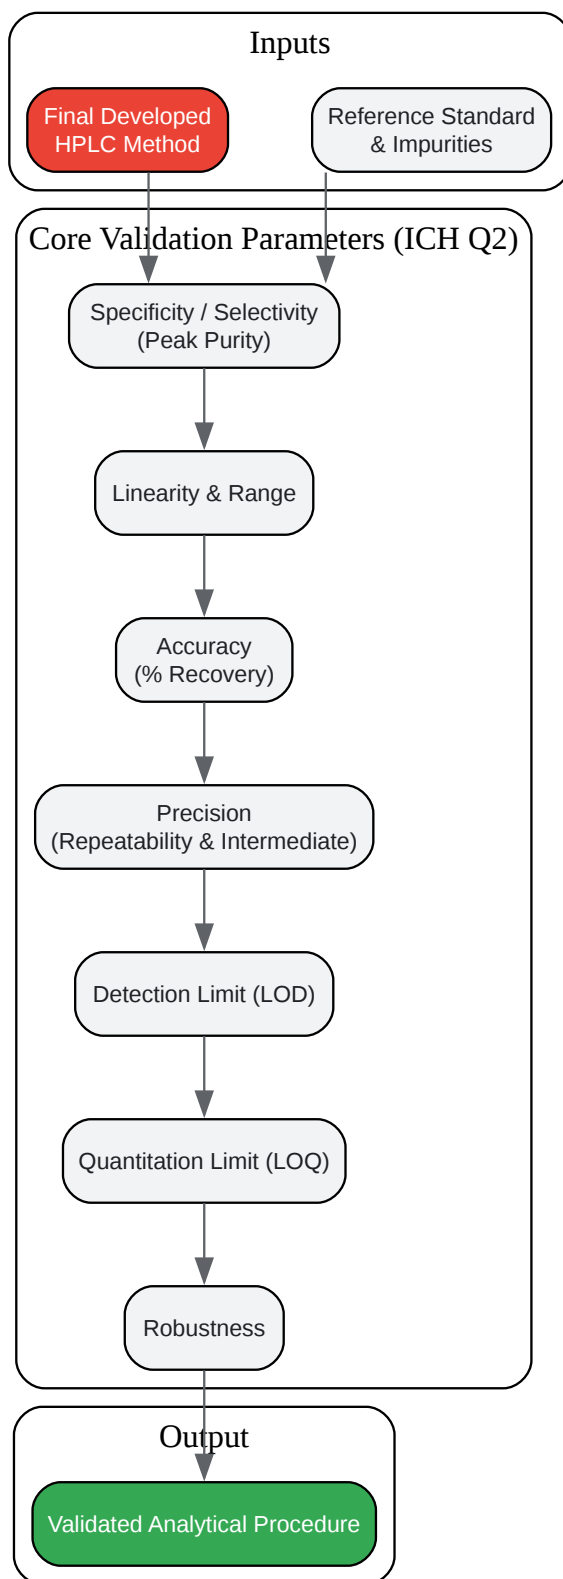 Inputs
Final Developed
HPLC Method
Reference Standard
& Impurities
Core Validation Parameters (ICH Q2)
Specificity / Selectivity
(Peak Purity)
Linearity & Range
Accuracy
(% Recovery)
Precision
(Repeatability & Intermediate)
Detection Limit (LOD)
Quantitation Limit (LOQ)
Robustness
Output
Validated Analytical Procedure